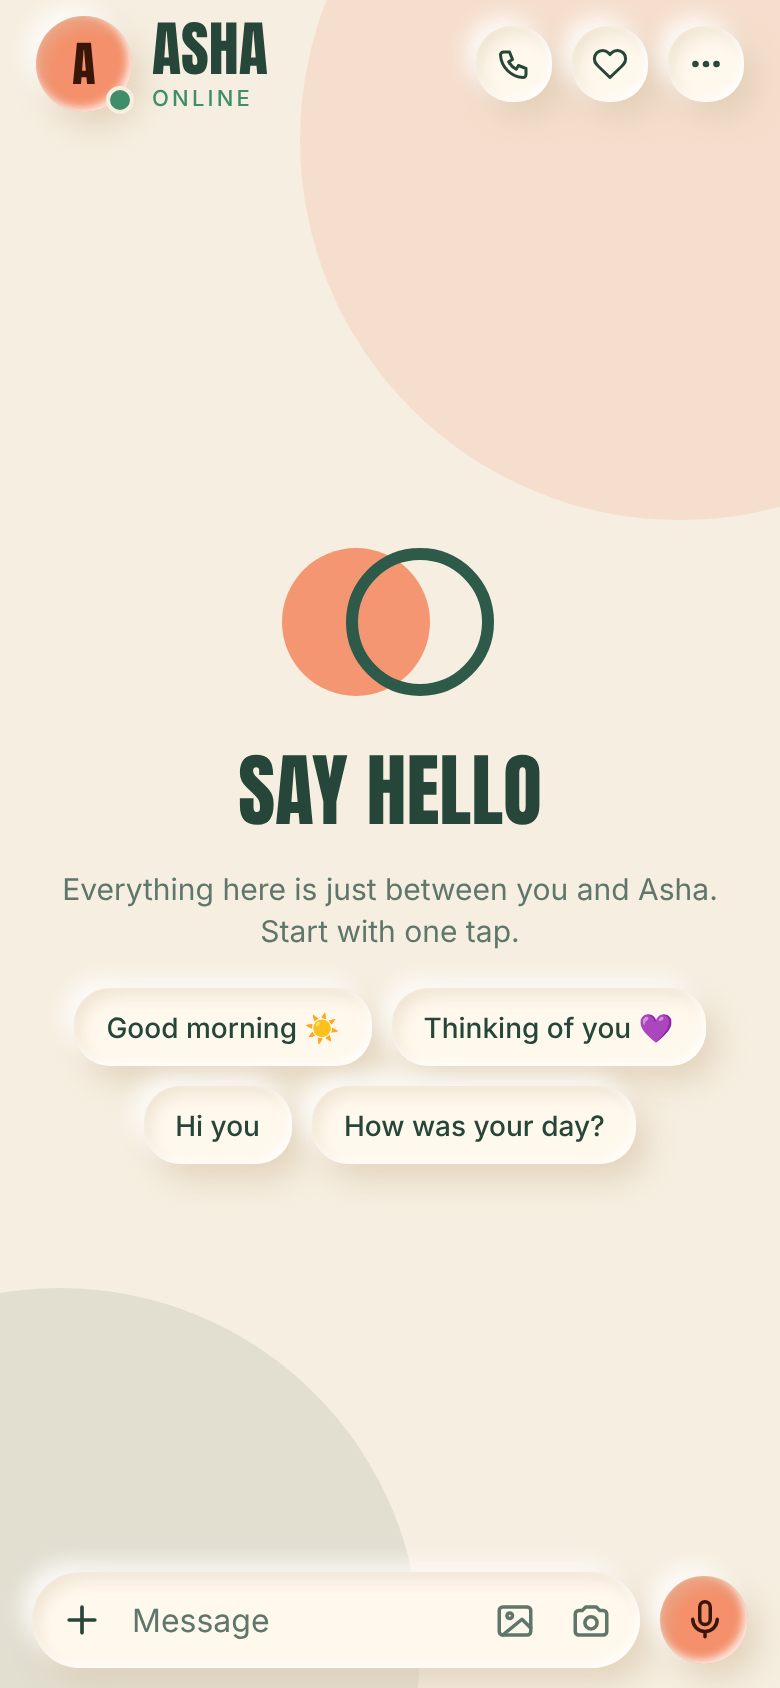 A
ASHA
ONLINE
SAY HELLO
Everything here is just between you and Asha.
Start with one tap.
Good morning ☀️
Thinking of you 💜
Hi you
How was your day?
Message